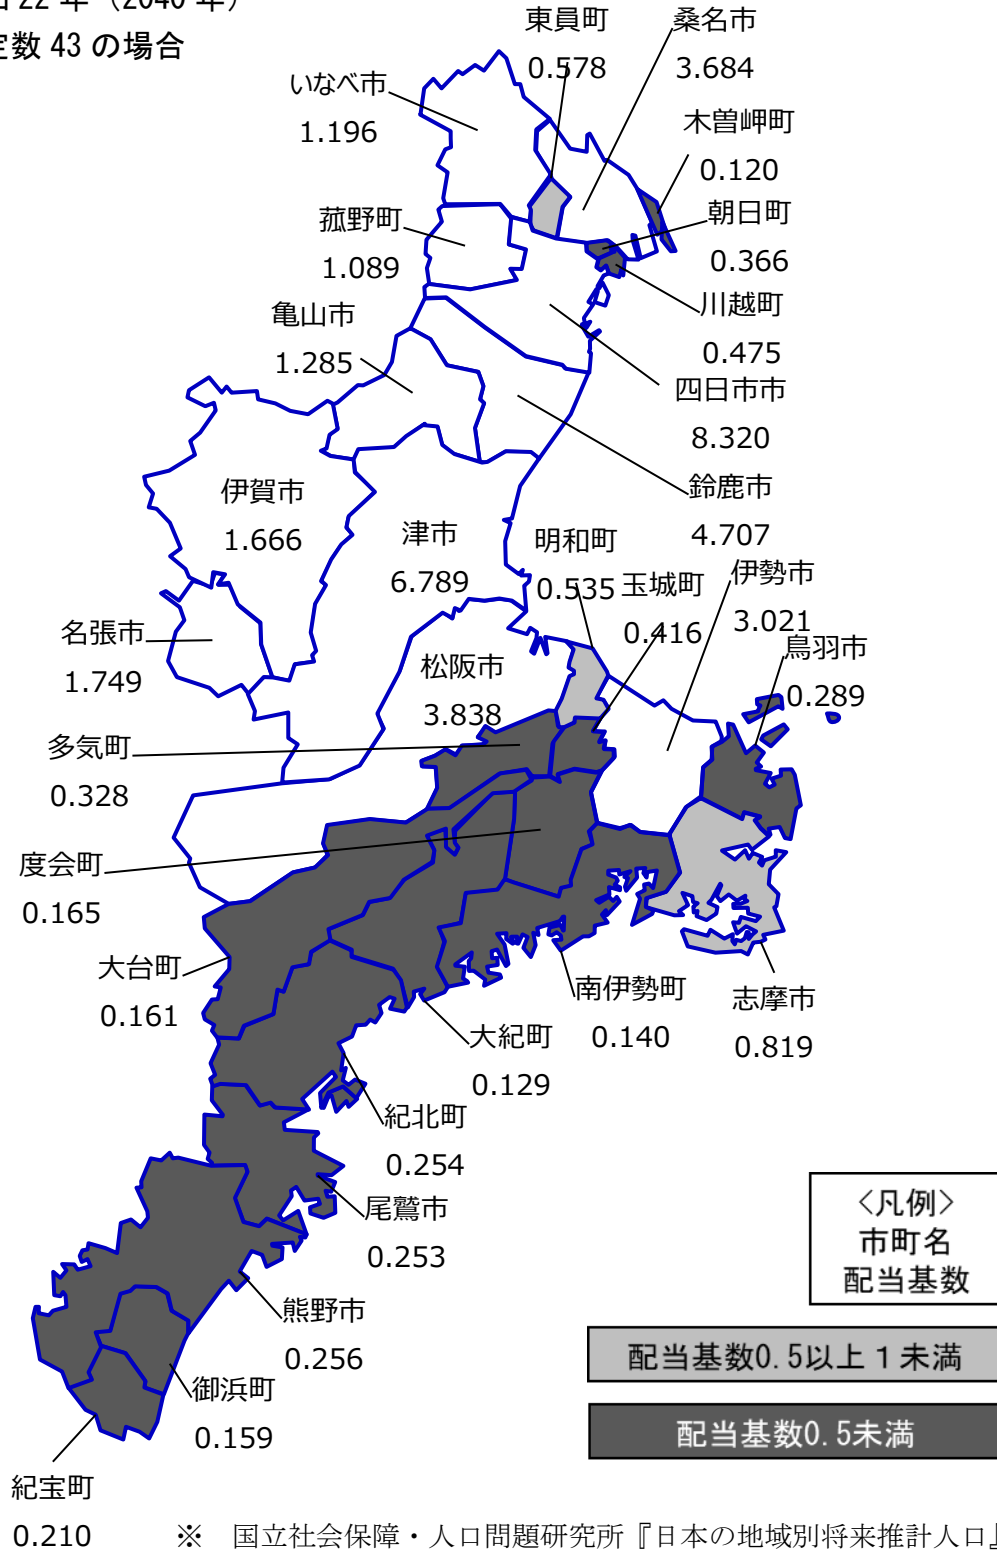 22 年（2040 年）
定数 43 の場合
東員町
0.578
桑名市
3.684
いなべ市
1.196
木曽岬町
0.120
菰野町
1.089
朝日町
0.366
亀山市
1.285
川越町
0.475
四日市市
8.320
伊賀市
1.666
鈴鹿市
4.707
津市
6.789
明和町
0.535
玉城町
0.416
伊勢市
3.021
名張市
1.749
松阪市
3.838
鳥羽市
0.289
多気町
0.328
度会町
0.165
大台町
0.161
南伊勢町
0.140
志摩市
0.819
大紀町
0.129
紀北町
0.254
尾鷲市
0.253
熊野市
0.256
御浜町
0.159
紀宝町
0.210
<凡例>
市町名
配当基数
配当基数0.5以上１未満
配当基数0.5未満
※　国立社会保障・人口問題研究所『日本の地域別将来推計人口』